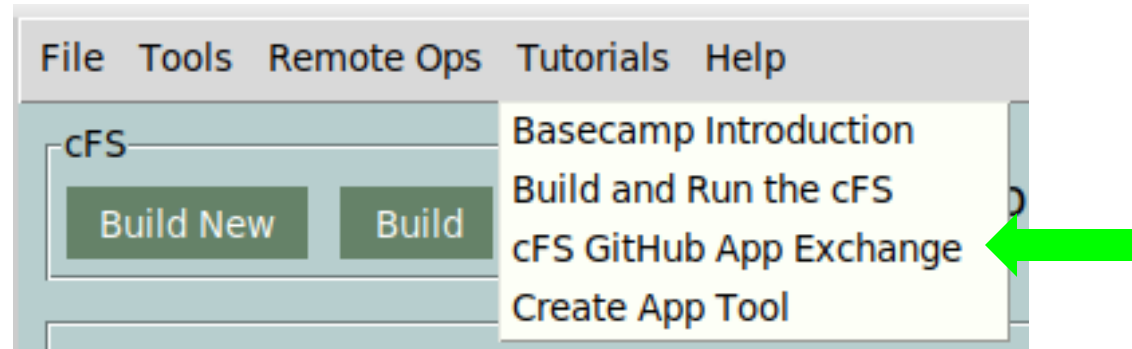 File Tools Remote Ops Tutorials Help
cFS
Build New Build
Basecamp Introduction
Build and Run the cFS
cFS GitHub App Exchange
Create App Tool